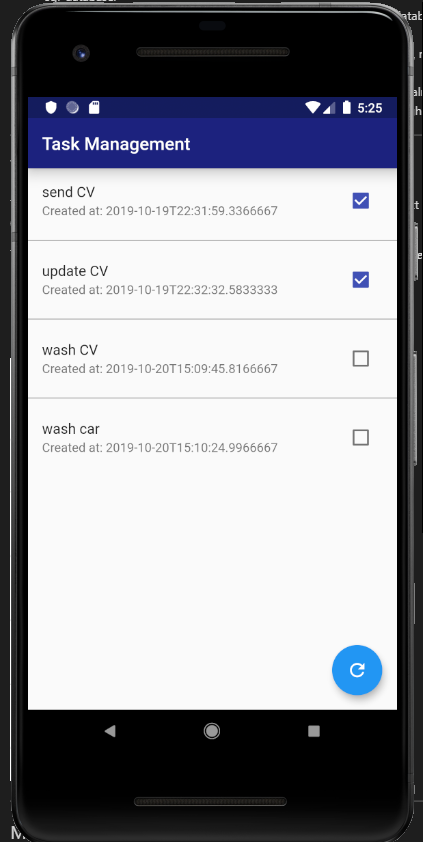 5:25
Task Management
send CV
Created at: 2019-10-19T22:31:59.3366667
update CV
Created at: 2019-10-19T22:32:32.5833333
wash CV
Created at: 2019-10-20T15:09:45.8166667
wash car
Created at: 2019-10-20T15:10:24.9966667